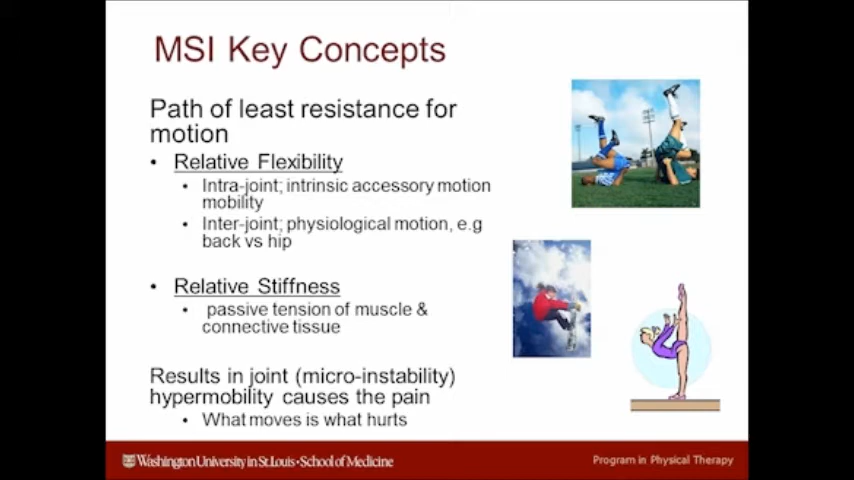 MSI Key Concepts
Path of least resistance for
motion
• Relative Flexibility
• Intra-joint; intrinsic accessory motion
mobility
• Inter-joint; physiological motion, e.g
back vs hip
• Relative Stiffness
• passive tension of muscle &
connective tissue
Results in joint (micro-instability)
hypermobility causes the pain
• What moves is what hurts
Washington University in St. Louis • School of Medicine
Program in Physical Therapy